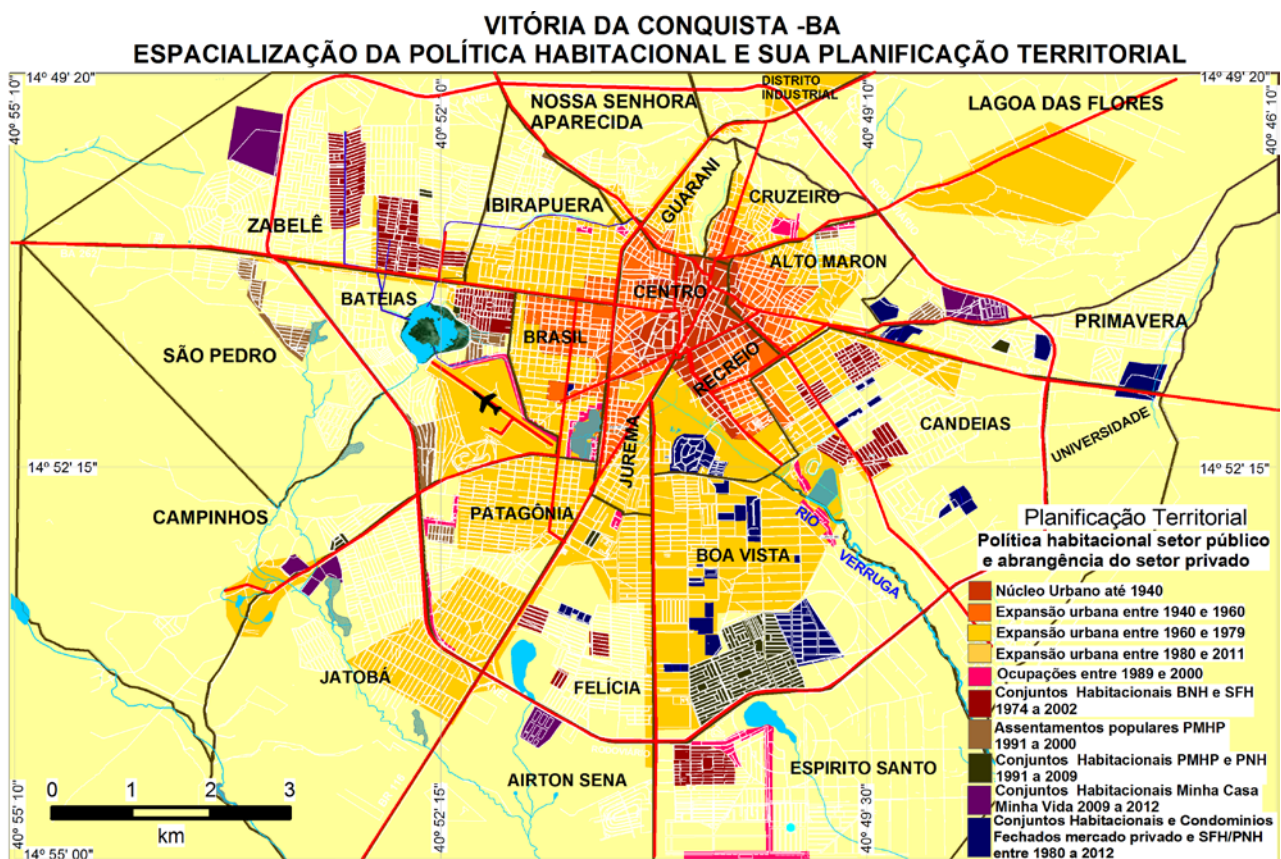 VITÓRIA DA CONQUISTA -BA
ESPACIALIZAÇÃO DA POLÍTICA HABITACIONAL E SUA PLANIFICAÇÃO TERRITORIAL
40º 55' 10"
14º 49' 20"
40º 52' 10"
40º 49' 10"
14º 49' 20"
40º 46' 10"
DISTRITO
INDUSTRIAL
NOSSA SENHORA
APARECIDA
LAGOA DAS FLORES
GUARANI
CRUZEIRO
IBIRAPUERA
ZABELÊ
ALTO MARON
CENTRO
BATEIAS
PRIMAVERA
BRASIL
SÃO PEDRO
RECREIO
CANDEIAS
UNIVERSIDADE
JUREMA
14º 52' 15"
14º 52' 15"
CAMPINHOS
PATAGÔNIA
RIO
VERRUGA
BOA VISTA
JATOBÁ
FELÍCIA
AIRTON SENA
ESPIRITO SANTO
Planificação Territorial
Política habitacional setor público
e abrangência do setor privado
Núcleo Urbano até 1940
Expansão urbana entre 1940 e 1960
Expansão urbana entre 1960 e 1979
Expansão urbana entre 1980 e 2011
Ocupações entre 1989 e 2000
Conjuntos Habitacionais BNH e SFH
1974 a 2002
Assentamentos populares PMHP
1991 a 2000
Conjuntos Habitacionais PMHP e PNH
1991 a 2009
Conjuntos Habitacionais Minha Casa
Minha Vida 2009 a 2012
Conjuntos Habitacionais e Condomínios
Fechados mercado privado e SFH/PNH
entre 1980 a 2012
0 1 2 3
km
40º 55' 10"
14º 55' 00"
40º 52' 15"
40º 49' 30"